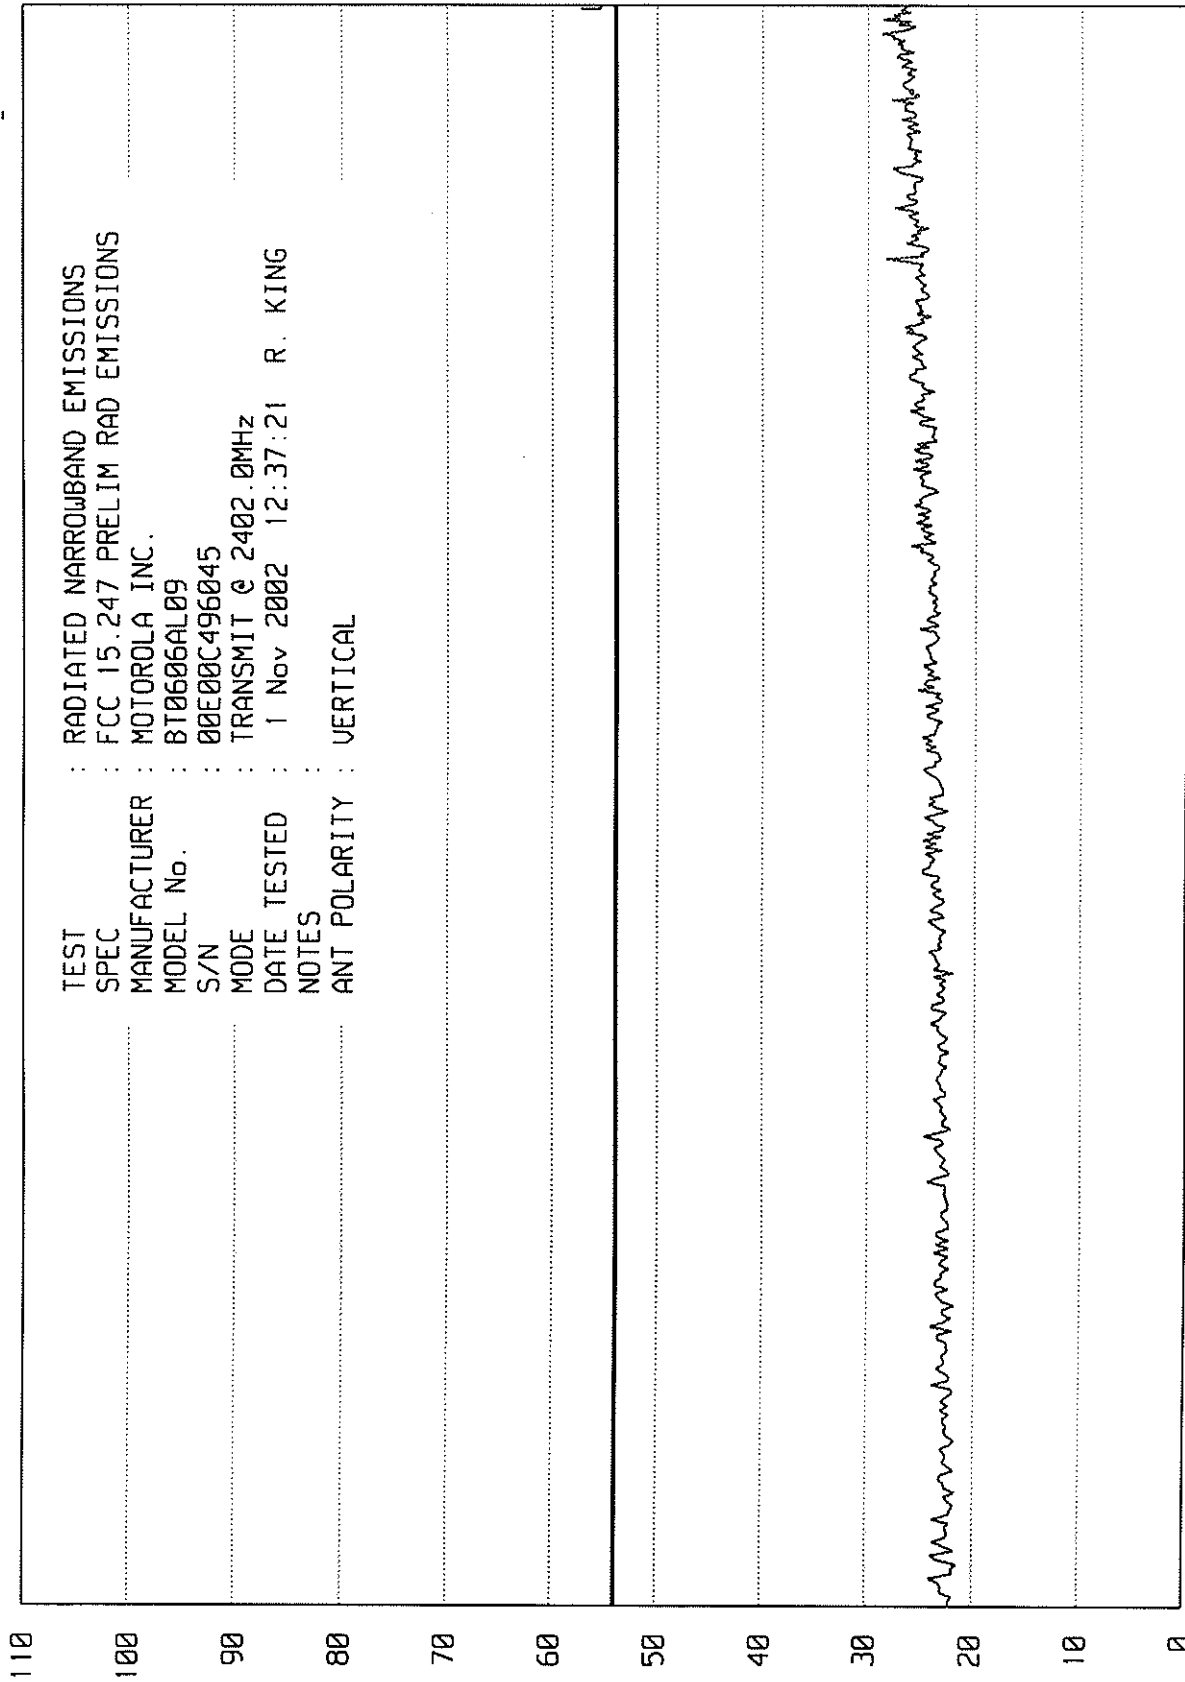 TEST : RADIATED NARROWBAND EMISSIONS
SPEC : FCC 15.247 PRELIM RAD EMISSIONS
MANUFACTURER : MOTOROLA INC.
MODEL No. : BT0606AL09
S/N : 00E00C496045
MODE : TRANSMIT @ 2402.0MHz
DATE TESTED : 1 Nov 2002 12:37:21 R. KING
NOTES :
ANT POLARITY : VERTICAL
110
100
90
80
70
60
50
40
30
20
10
0